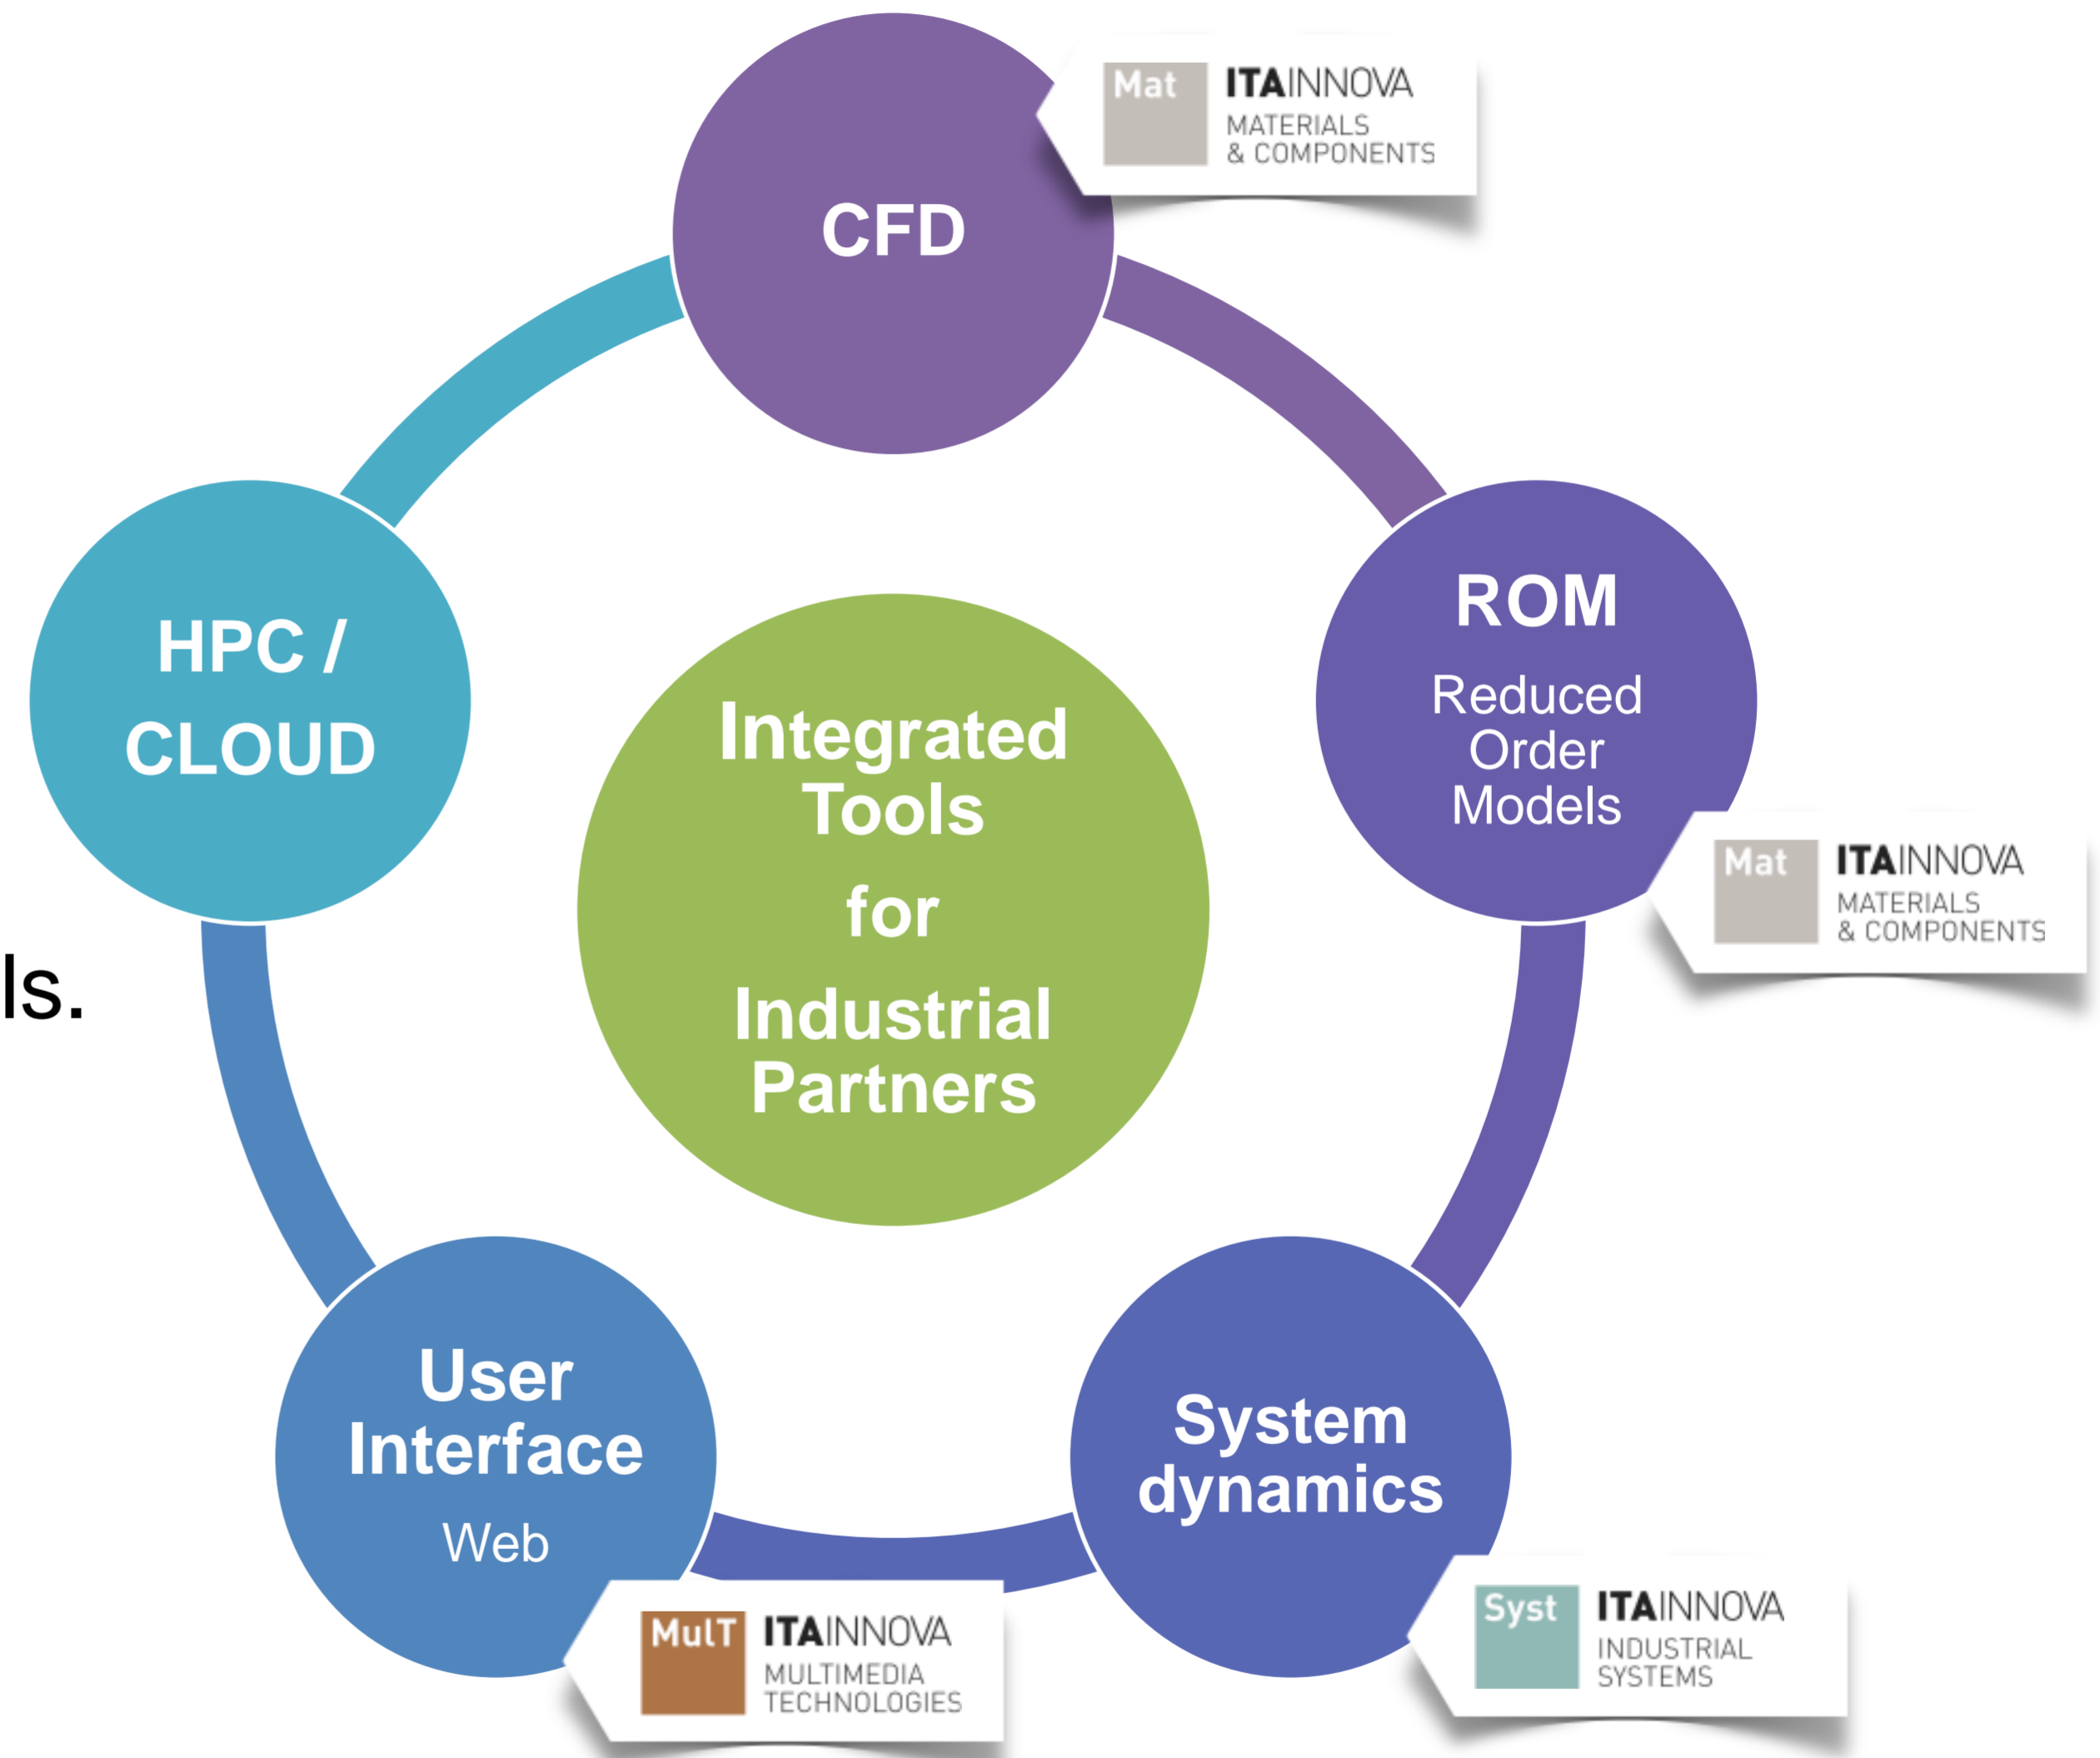 CFD
Mat
ITAINNOVA
MATERIALS
& COMPONENTS
ROM
Reduced
Order
Models
Mat
ITAINNOVA
MATERIALS
& COMPONENTS
HPC /
CLOUD
Integrated
Tools
for
Industrial
Partners
ls.
User
Interface
Web
MulT
ITAINNOVA
MULTIMEDIA
TECHNOLOGIES
System
dynamics
Syst
ITAINNOVA
INDUSTRIAL
SYSTEMS